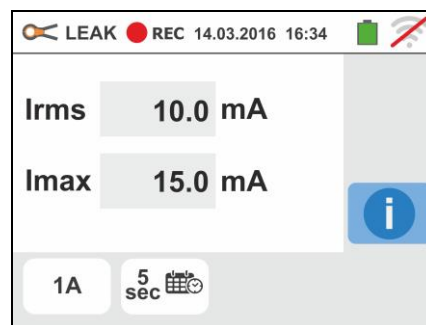 LEAK REC 14.03.2016 16:34
Irms 10.0 mA
Imax 15.0 mA
i
1A 5 sec